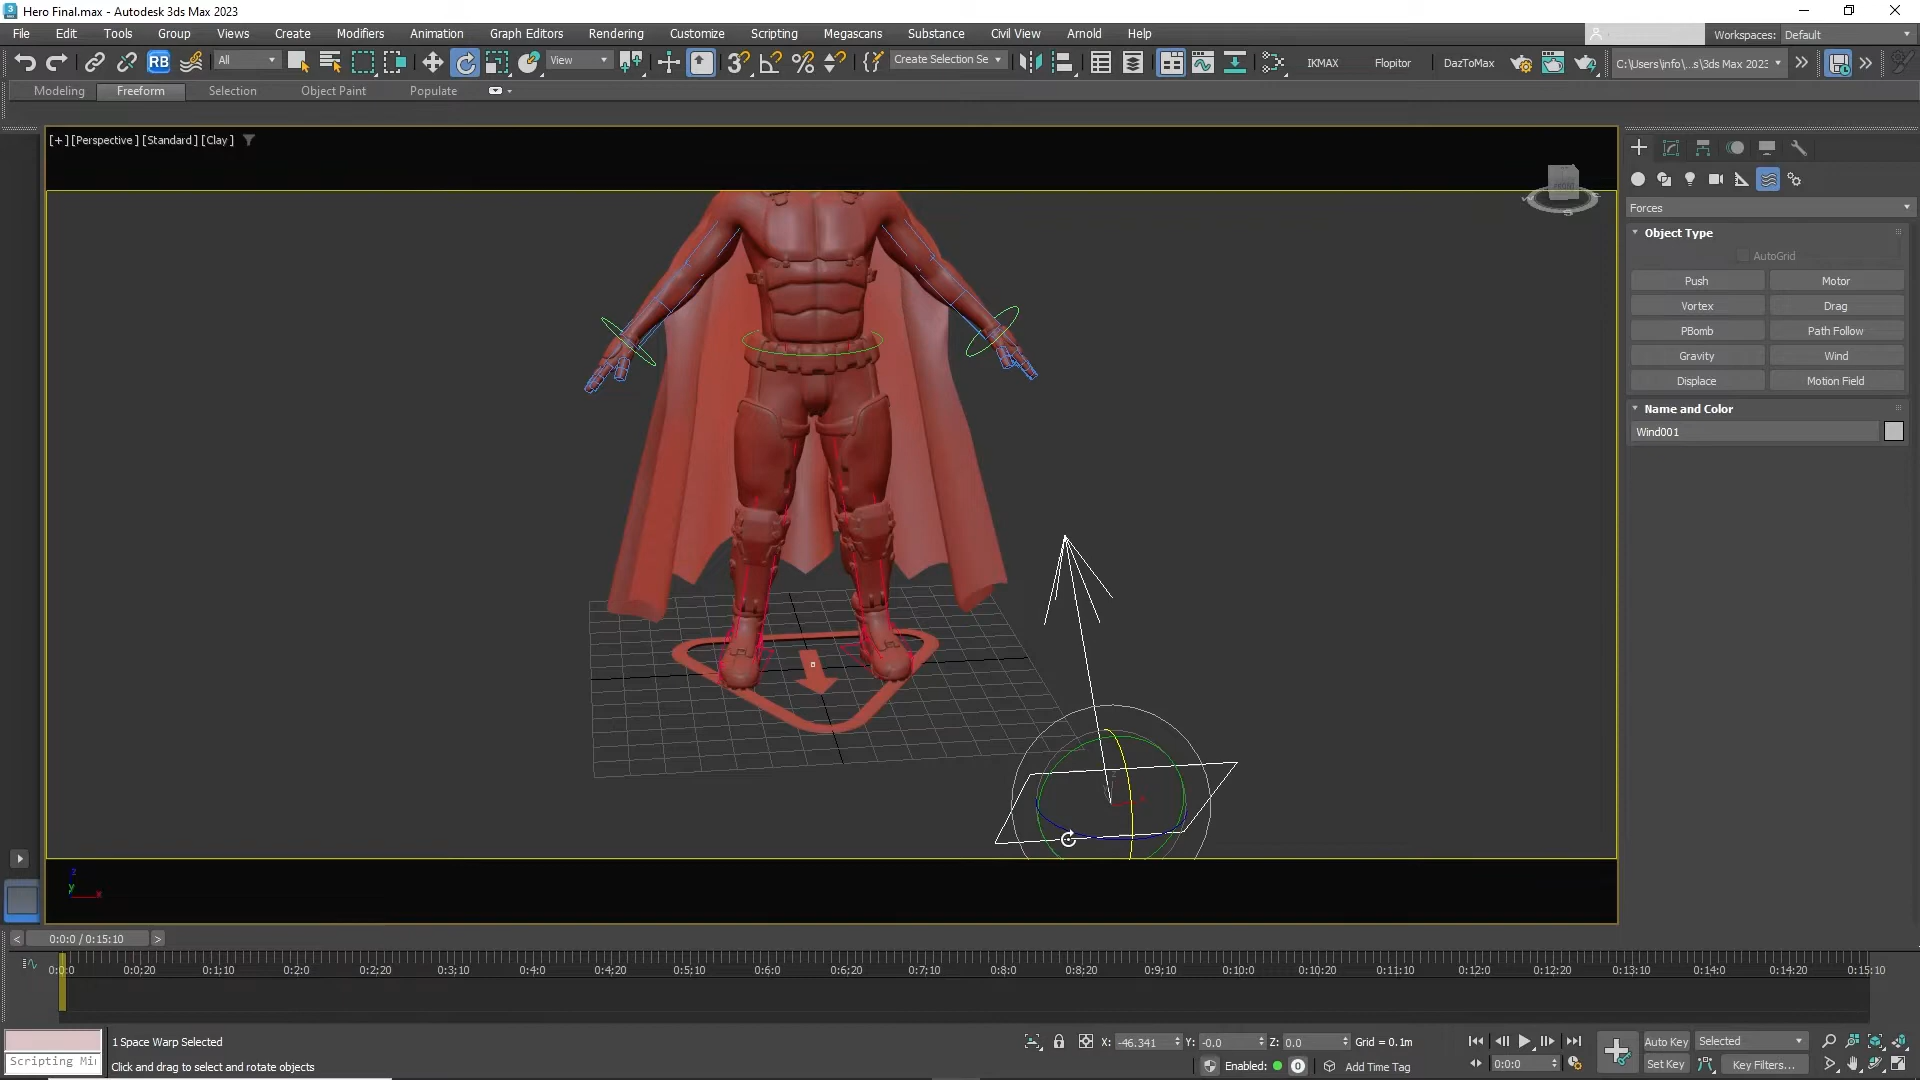 Hero Final.max - Autodesk 3ds Max 2023
File Edit Tools Group Views Create Modifiers Animation Graph Editors Rendering Customize Scripting Megascans Substance Civil View Arnold Help
Workspaces: Default
RB All View Create Selection Se IKMAX Flopitor DazToMax C:\Users\info\...s\3ds Max 2023
Modeling Freeform Selection Object Paint Populate
[+] [Perspective] [Standard] [Clay]
Forces
Object Type
AutoGrid
Push Motor
Vortex Drag
PBomb Path Follow
Gravity Wind
Displace Motion Field
Name and Color
Wind001
z
y
x
< 0:0:0 / 0:15:10 >
0:0:0 0:0;20 0:1;10 0:2:0 0:2;20 0:3;10 0:4:0 0:4;20 0:5;10 0:6:0 0:6;20 0:7;10 0:8:0 0:8;20 0:9;10 0:10:0 0:10;20 0:11;10 0:12:0 0:12;20 0:13;10 0:14:0 0:14;20 0:15;10
1 Space Warp Selected
X: -46.341 Y: -0.0 Z: 0.0 Grid = 0.1m
Auto Key Selected
Scripting Mi
Click and drag to select and rotate objects
Enabled: 0 Add Time Tag
0:0:0
Set Key Key Filters...